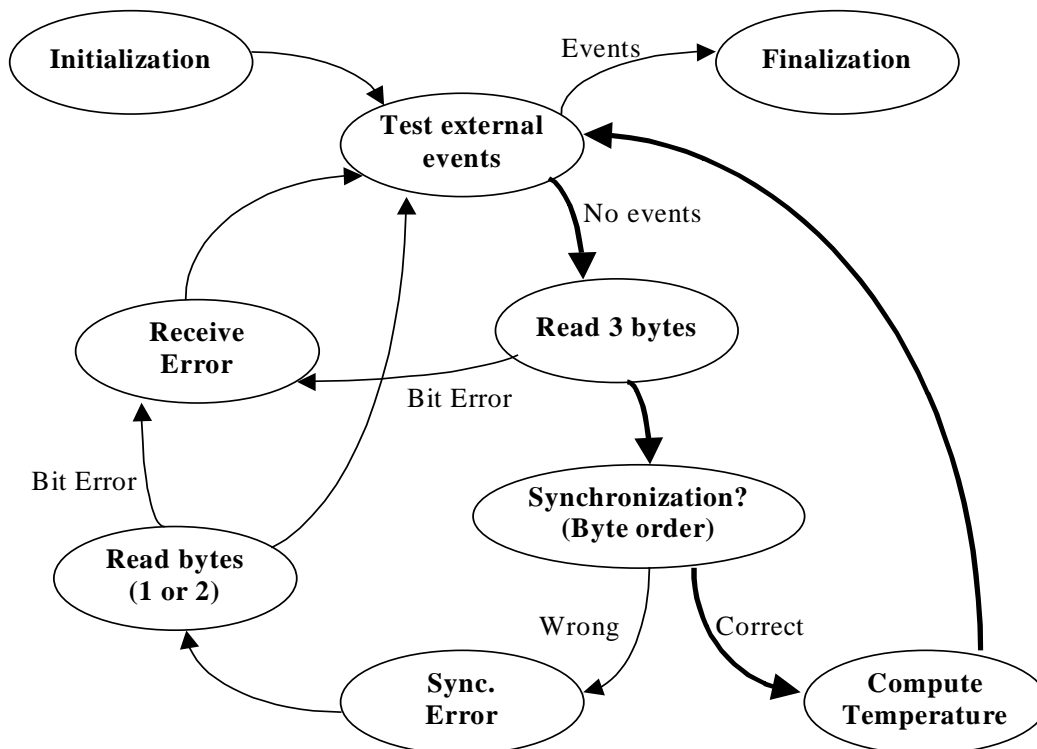 Initialization
Events
Finalization
Test external
events
No events
Receive
Error
Read 3 bytes
Bit Error
Bit Error
Synchronization?
(Byte order)
Read bytes
(1 or 2)
Wrong
Correct
Sync.
Error
Compute
Temperature